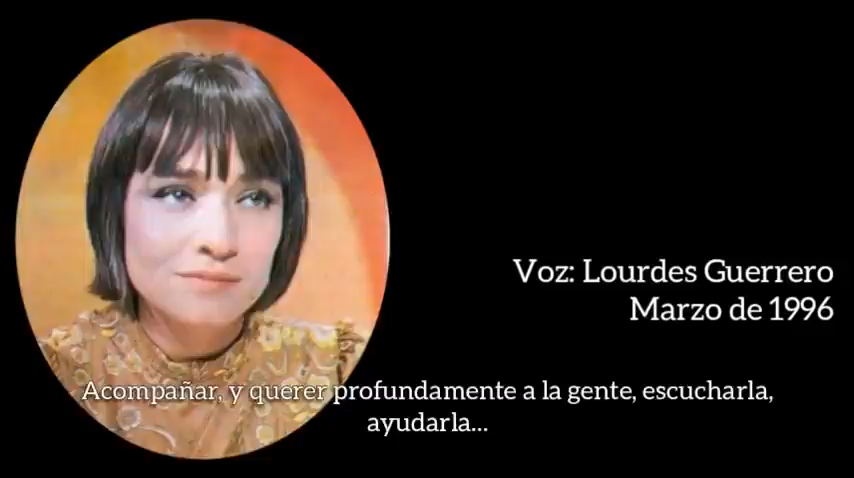 Voz: Lourdes Guerrero
Marzo de 1996
Acompañar, y querer profundamente a la gente, escucharla,
ayudarla...